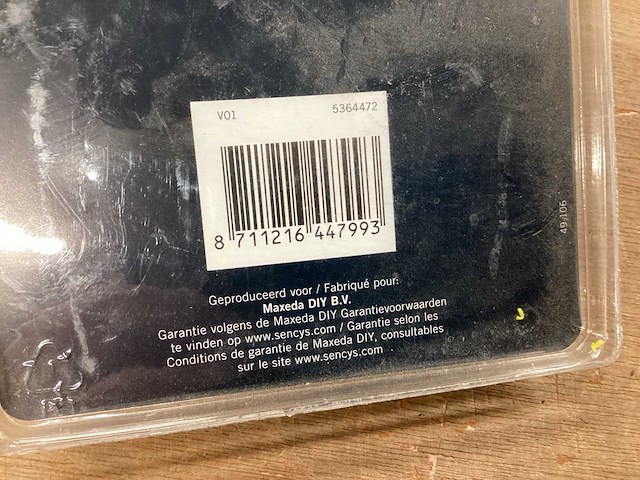 V01 5364472
8 711216 447993
49.106
Geproduceerd voor / Fabriqué pour:
Maxeda DIY B.V.
Garantie volgens de Maxeda DIY Garantievoorwaarden
te vinden op www.sencys.com / Garantie selon les
Conditions de garantie de Maxeda DIY, consultables
sur le site www.sencys.com